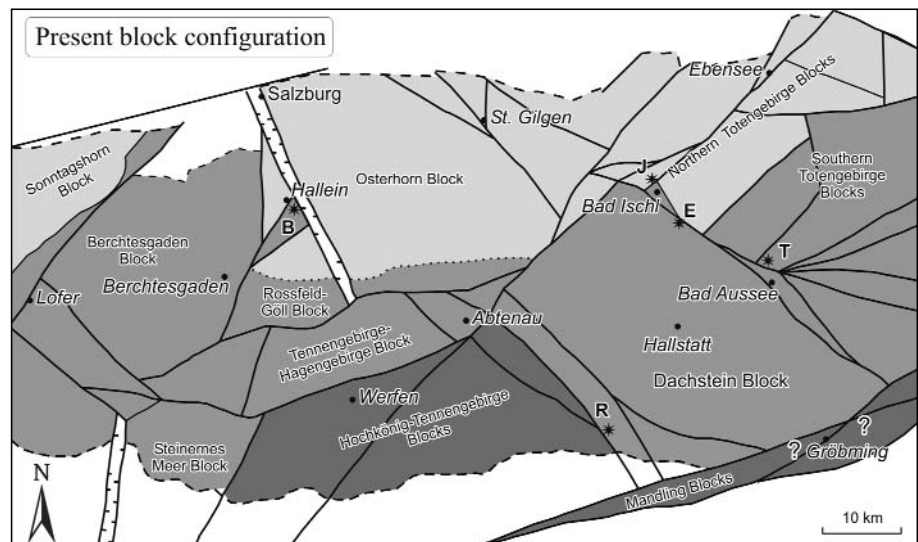 Present block configuration
Salzburg
Ebensee
St. Gilgen
Northern Totengebirge Blocks
Sonntagshorn
Block
Southern
Totengebirge
Blocks
J
Hallein
Osterhorn Block
Bad Ischl
B
E
Berchtesgaden
Block
T
Berchtesgaden
Lofer
Rossfeld-
Göll Block
Bad Aussee
Abtenau
Hallstatt
Tennengebirge-
Hagengebirge Block
Dachstein Block
Werfen
R
Hochkönig-Tennengebirge
Blocks
Steinernes
Meer Block
?
?
Gröbming
Mandling Blocks
N
10 km